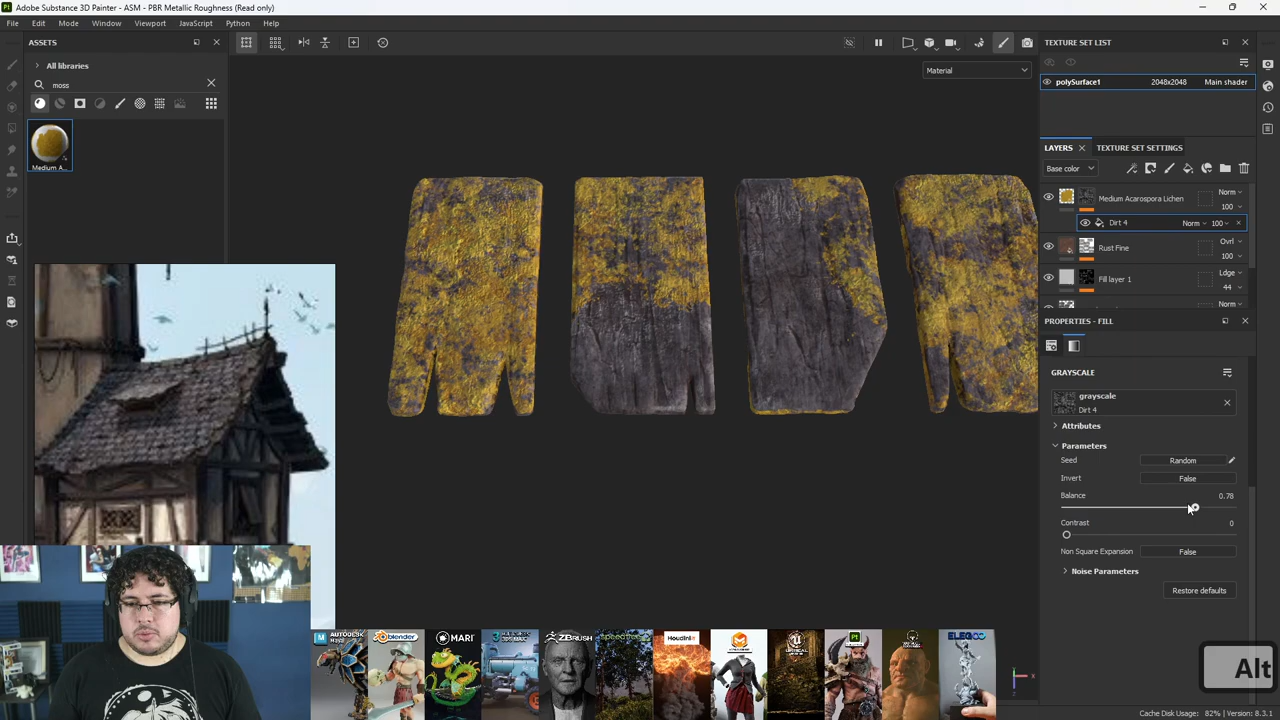 Pt Adobe Substance 3D Painter - ASM - PBR Metallic Roughness (Read only)
File Edit Mode Window Viewport JavaScript Python Help
ASSETS
All libraries
moss
Medium A...
Material
TEXTURE SET LIST
polySurface1 2048x2048 Main shader
LAYERS TEXTURE SET SETTINGS
Base color
Medium Acarospora Lichen Norm
100
Dirt 4 Norm 100
Rust Fine Ovrl
100
Fill layer 1 Ldge
44
Norm
PROPERTIES - FILL
GRAYSCALE
grayscale
Dirt 4
Attributes
Parameters
Seed Random
Invert False
Balance 0.78
Contrast 0
Non Square Expansion False
Noise Parameters
Restore defaults
AUTODESK
blender
MARI
ZBRUSH
speedtree
Houdini
Pt
ELEGOO
Alt
Cache Disk Usage: 82% | Version: 8.3.1